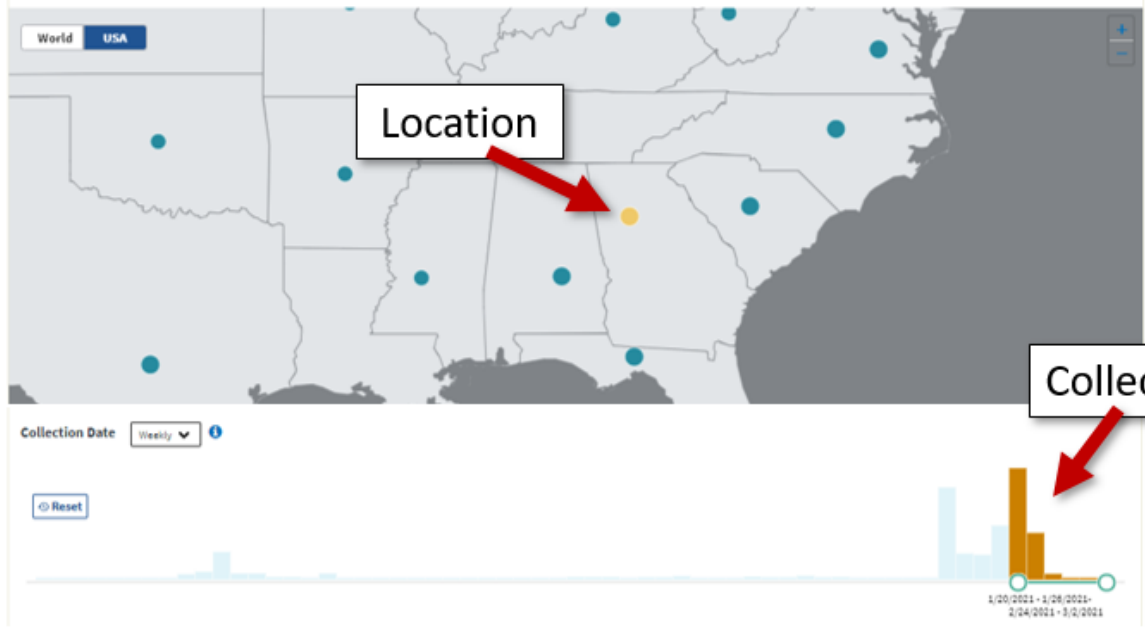 World USA
+
−
Location
Collec
Collection Date Weekly
Reset
1/20/2021 - 1/26/2021-
2/24/2021 - 3/2/2021